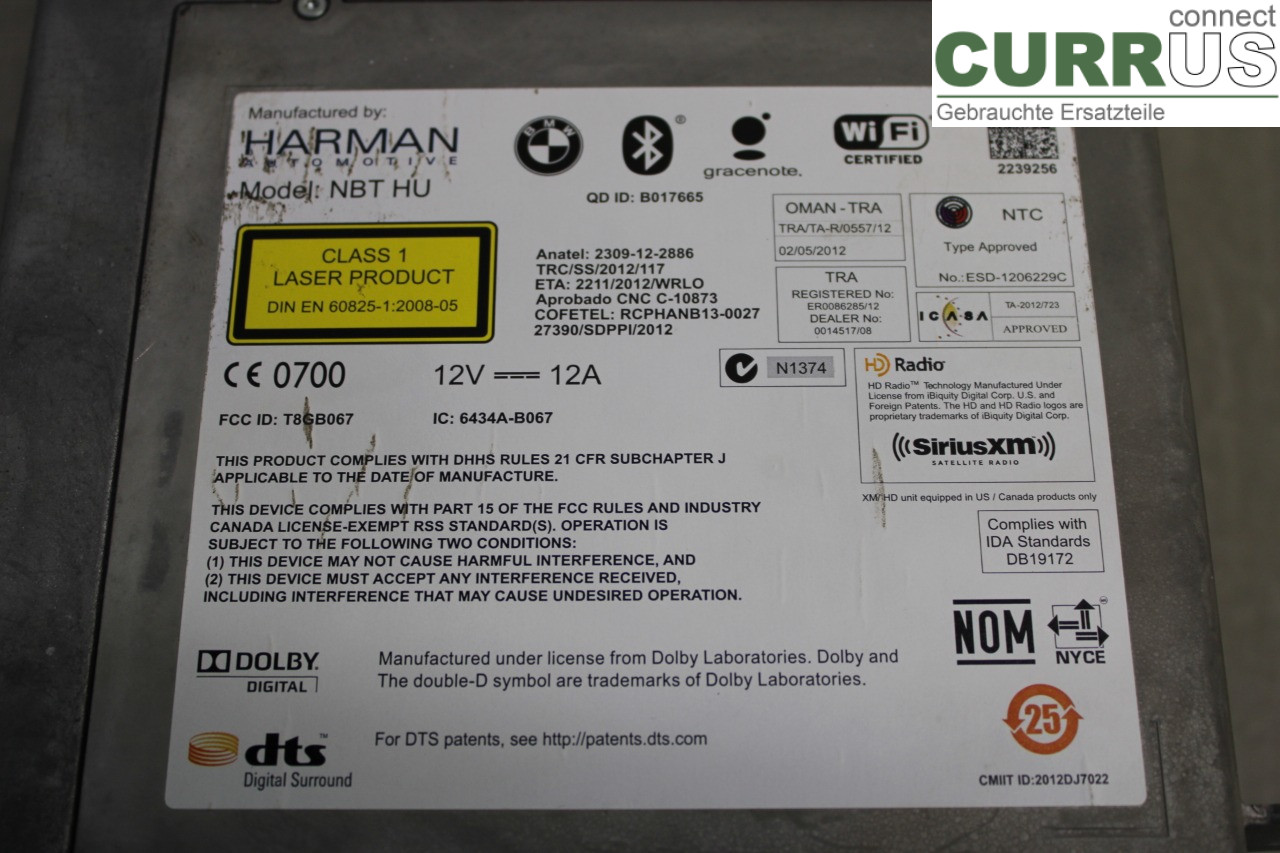 connect
CURRUS
Gebrauchte Ersatzteile
Manufactured by:
HARMAN
AUTOMOTIVE
Model: NBT HU
BMW
®
gracenote.
Wi Fi
CERTIFIED
2239256
QD ID: B017665
CLASS 1
LASER PRODUCT
DIN EN 60825-1:2008-05
Anatel: 2309-12-2886
TRC/SS/2012/117
ETA: 2211/2012/WRLO
Aprobado CNC C-10873
COFETEL: RCPHANB13-0027
27390/SDPPI/2012
OMAN - TRA
TRA/TA-R/0557/12
02/05/2012
TRA
REGISTERED No:
ER0086285/12
DEALER No:
0014517/08
NTC
Type Approved
No.:ESD-1206229C
ICASA
TA-2012/723
APPROVED
CE 0700
12V 12A
N1374
FCC ID: T8GB067
IC: 6434A-B067
HD Radio
HD Radio™ Technology Manufactured Under
License from iBiquity Digital Corp. U.S. and
Foreign Patents. The HD and HD Radio logos are
proprietary trademarks of iBiquity Digital Corp.
((SiriusXM))
SATELLITE RADIO
XM/HD unit equipped in US / Canada products only
THIS PRODUCT COMPLIES WITH DHHS RULES 21 CFR SUBCHAPTER J
APPLICABLE TO THE DATE OF MANUFACTURE.
THIS DEVICE COMPLIES WITH PART 15 OF THE FCC RULES AND INDUSTRY
CANADA LICENSE-EXEMPT RSS STANDARD(S). OPERATION IS
SUBJECT TO THE FOLLOWING TWO CONDITIONS:
(1) THIS DEVICE MAY NOT CAUSE HARMFUL INTERFERENCE, AND
(2) THIS DEVICE MUST ACCEPT ANY INTERFERENCE RECEIVED,
INCLUDING INTERFERENCE THAT MAY CAUSE UNDESIRED OPERATION.
Complies with
IDA Standards
DB19172
NOM
NYCE
DOLBY
DIGITAL
Manufactured under license from Dolby Laboratories. Dolby and
The double-D symbol are trademarks of Dolby Laboratories.
25
dts™
Digital Surround
For DTS patents, see http://patents.dts.com
CMIIT ID:2012DJ7022